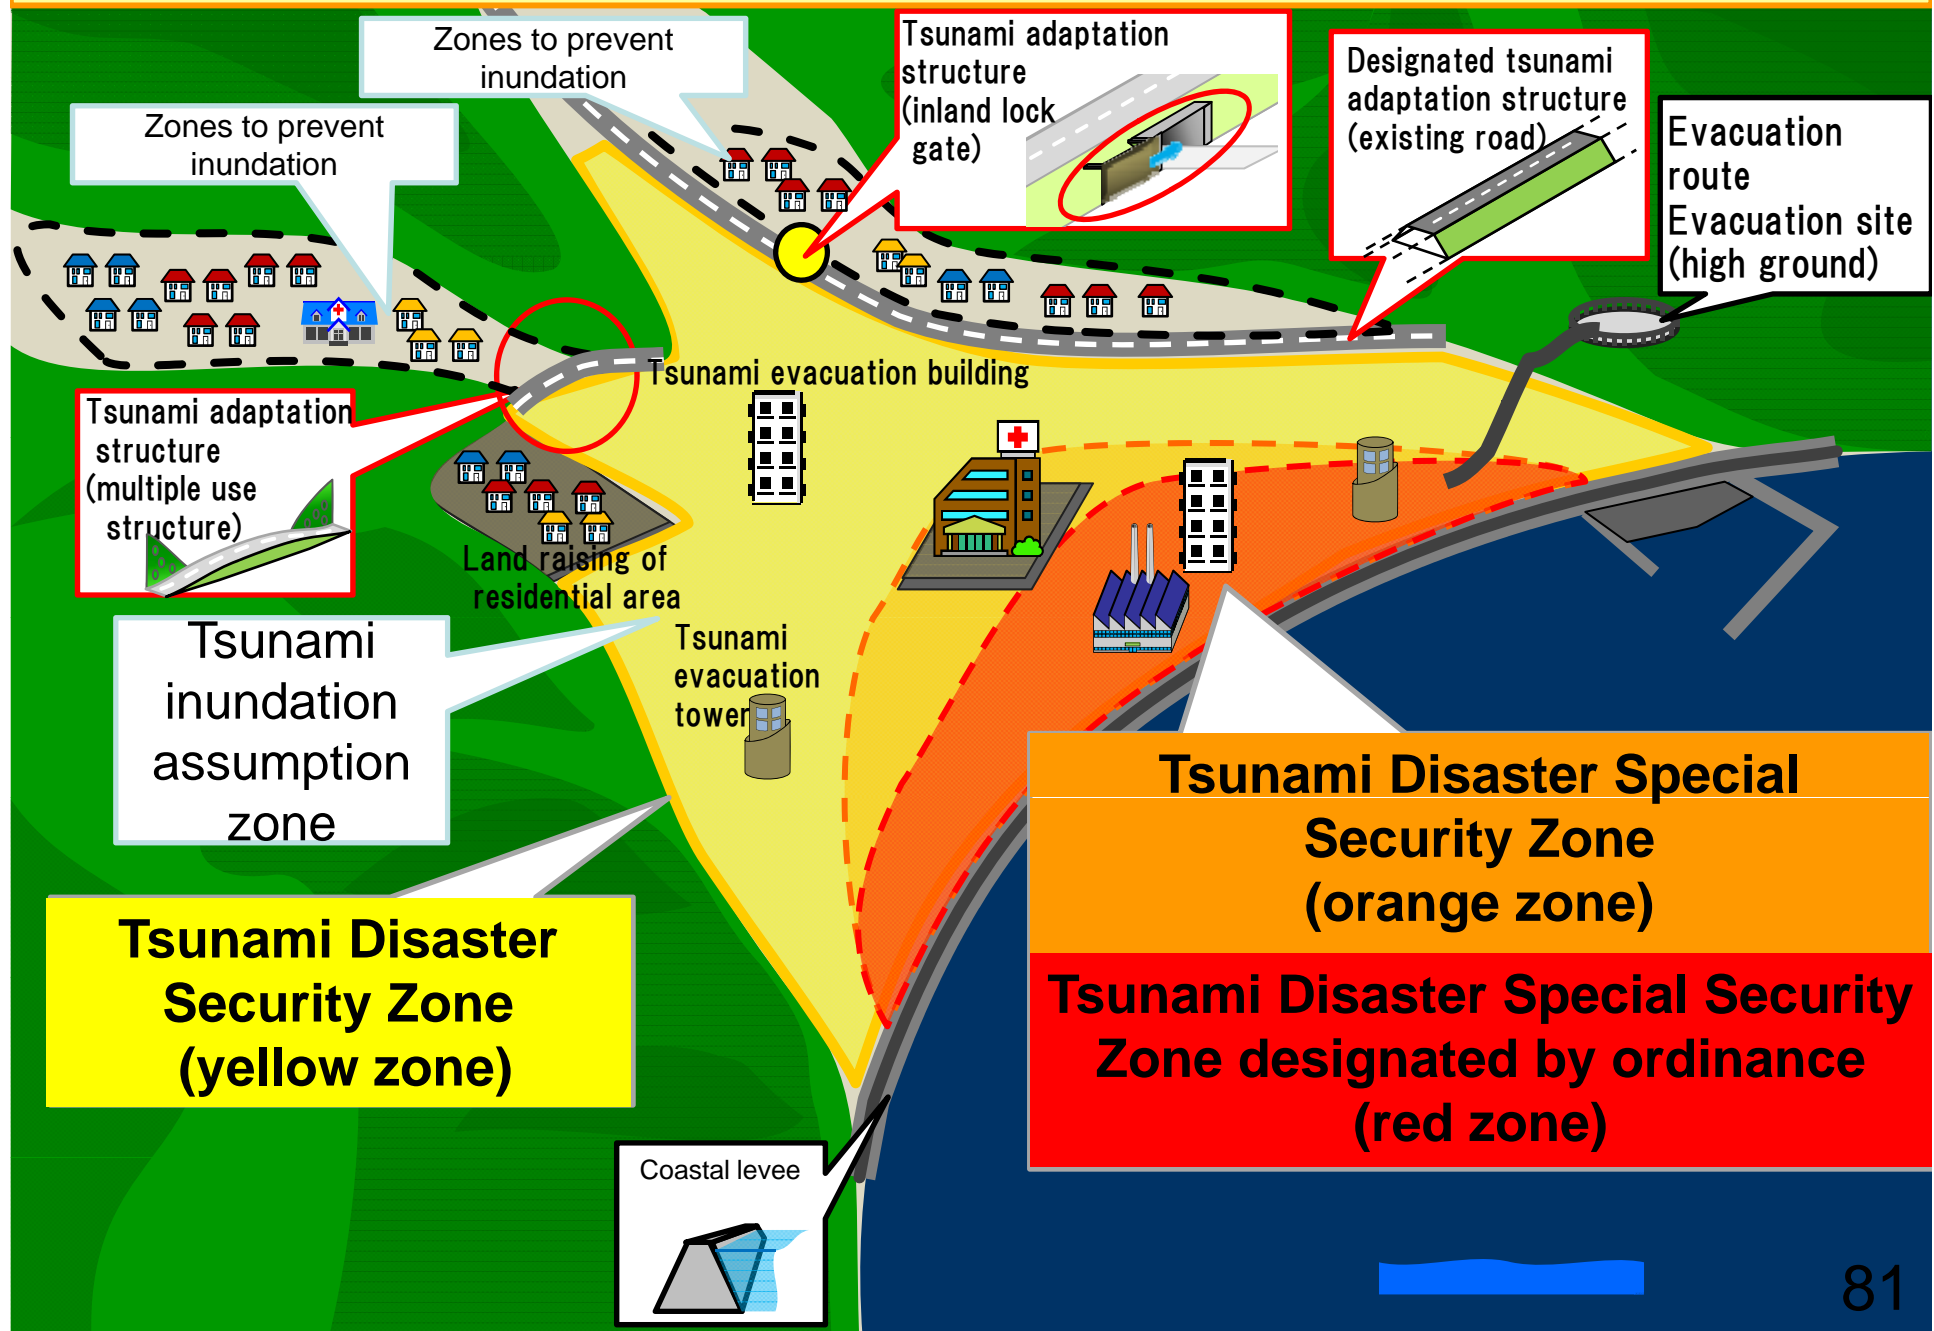 Zones to prevent
inundation
Zones to prevent
inundation
Tsunami adaptation
structure
(inland lock
gate)
Designated tsunami
adaptation structure
(existing road)
Evacuation
route
Evacuation site
(high ground)
Tsunami evacuation building
Tsunami adaptation
structure
(multiple use
structure)
Land raising of
residential area
Tsunami
inundation
assumption
zone
Tsunami
evacuation
tower
Tsunami Disaster Special
Security Zone
(orange zone)
Tsunami Disaster
Security Zone
(yellow zone)
Tsunami Disaster Special Security
Zone designated by ordinance
(red zone)
Coastal levee
81